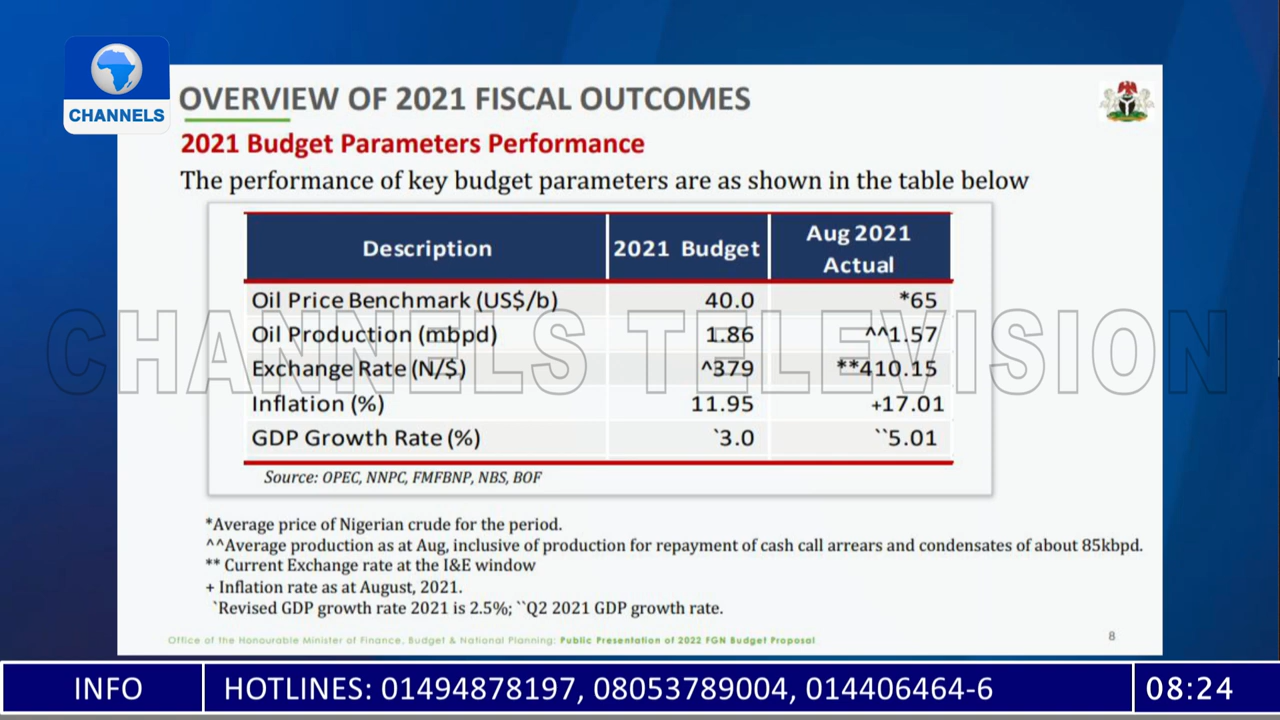 CHANNELS
OVERVIEW OF 2021 FISCAL OUTCOMES
2021 Budget Parameters Performance
The performance of key budget parameters are as shown in the table below
Description 2021 Budget Aug 2021 Actual
Oil Price Benchmark (US$/b) 40.0 *65
Oil Production (mbpd) 1.86 ^^1.57
Exchange Rate (N/$) ^379 **410.15
Inflation (%) 11.95 +17.01
GDP Growth Rate (%) `3.0 ``5.01
Source: OPEC, NNPC, FMFBNP, NBS, BOF
CHANNELS TELEVISION
*Average price of Nigerian crude for the period.
^^Average production as at Aug, inclusive of production for repayment of cash call arrears and condensates of about 85kbpd.
** Current Exchange rate at the I&E window
+ Inflation rate as at August, 2021.
`Revised GDP growth rate 2021 is 2.5%; ``Q2 2021 GDP growth rate.
Office of the Honourable Minister of Finance, Budget & National Planning: Public Presentation of 2022 FGN Budget Proposal
8
INFO HOTLINES: 01494878197, 08053789004, 014406464-6 08:24